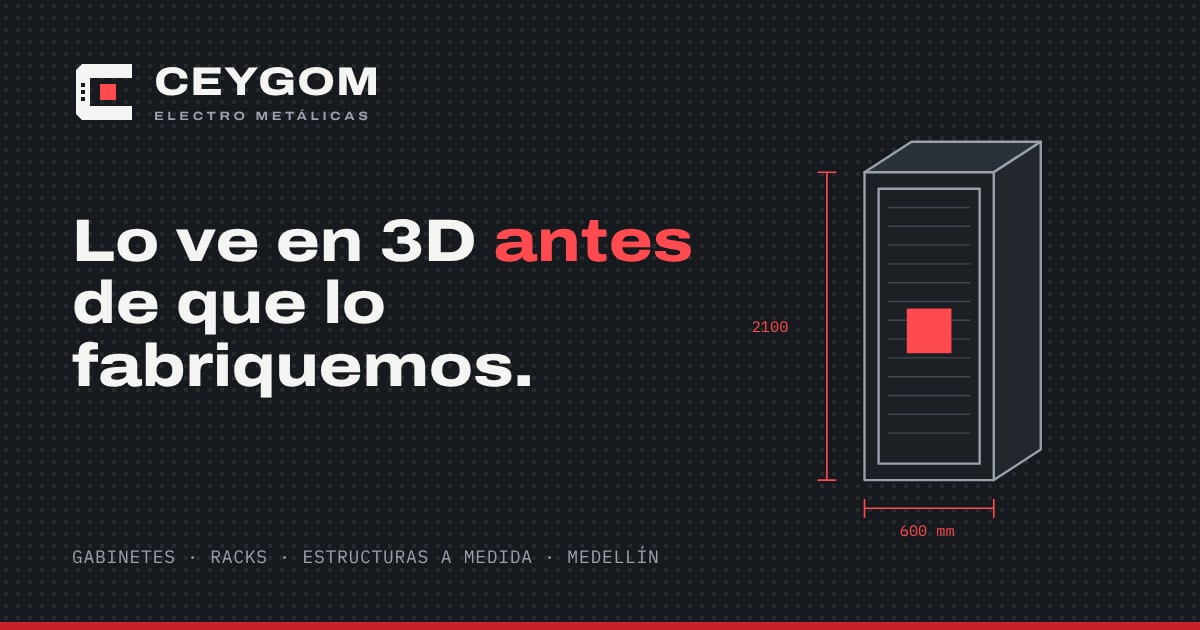 CEYGOM
ELECTRO METÁLICAS
Lo ve en 3D antes
de que lo
fabriquemos.
2100
600 mm
GABINETES · RACKS · ESTRUCTURAS A MEDIDA · MEDELLÍN